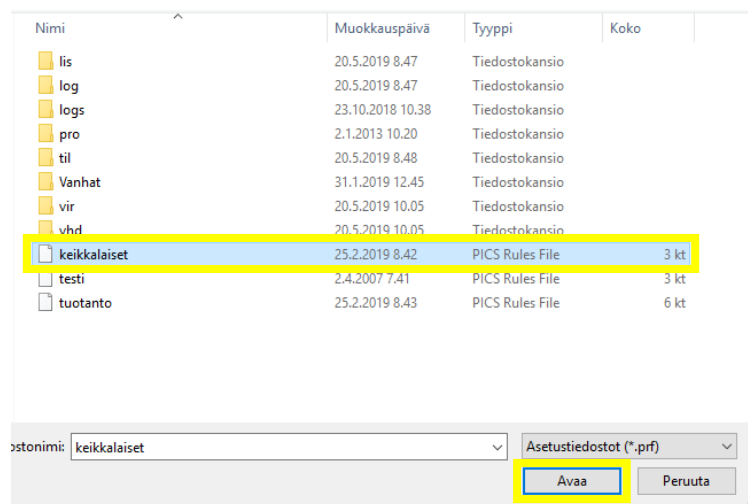 Nimi Muokkauspäivä Tyyppi Koko
lis 20.5.2019 8.47 Tiedostokansio
log 20.5.2019 8.47 Tiedostokansio
logs 23.10.2018 10.38 Tiedostokansio
pro 2.1.2013 10.20 Tiedostokansio
til 20.5.2019 8.48 Tiedostokansio
Vanhat 31.1.2019 12.45 Tiedostokansio
vir 20.5.2019 10.05 Tiedostokansio
yhd 20.5.2019 10.05 Tiedostokansio
keikkalaiset 25.2.2019 8.42 PICS Rules File 3 kt
testi 2.4.2007 7.41 PICS Rules File 3 kt
tuotanto 25.2.2019 8.43 PICS Rules File 6 kt
ostonimi: keikkalaiset Asetustiedostot (*.prf)
Avaa Peruuta